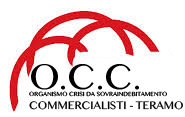 O.C.C.
ORGANISMO CRISI DA SOVRAINDEBITAMENTO
COMMERCIALISTI - TERAMO